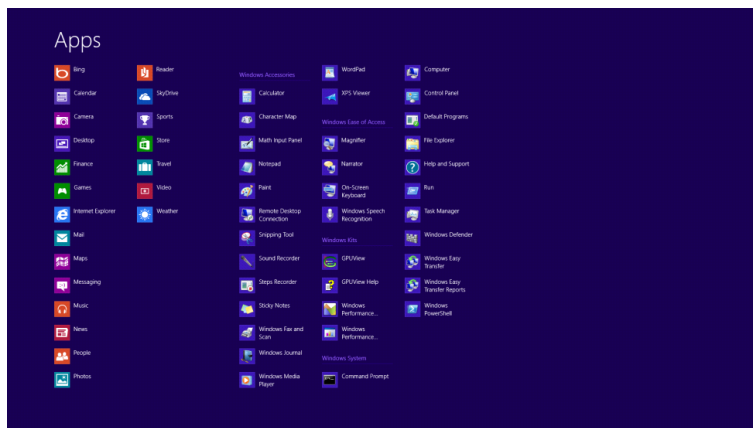 Apps
Bing
Calendar
Camera
Desktop
Finance
Games
Internet Explorer
Mail
Maps
Messaging
Music
News
People
Photos
Reader
SkyDrive
Sports
Store
Travel
Video
Weather
Windows Accessories
Calculator
Character Map
Math Input Panel
Notepad
Paint
Remote Desktop
Connection
Snipping Tool
Sound Recorder
Steps Recorder
Sticky Notes
Windows Fax and
Scan
Windows Journal
Windows Media
Player
WordPad
XPS Viewer
Windows Ease of Access
Magnifier
Narrator
On-Screen
Keyboard
Windows Speech
Recognition
Windows Kits
GPUView
GPUView Help
Windows
Performance...
Windows
Performance...
Windows System
Command Prompt
Computer
Control Panel
Default Programs
File Explorer
Help and Support
Run
Task Manager
Windows Defender
Windows Easy
Transfer
Windows Easy
Transfer Reports
Windows
PowerShell